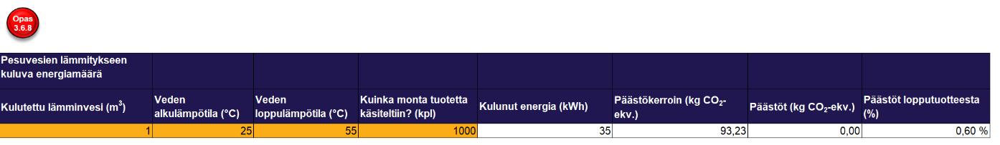 Opas
3.6.8
Pesuvesien lämmitykseen
kuluva energiamäärä
Kulutettu lämminvesi (m³)
Veden
alkulämpötila (°C)
Veden
loppulämpötila (°C)
Kuinka monta tuotetta
käsiteltiin? (kpl)
Kulunut energia (kWh)
Päästökerroin (kg CO₂-
ekv.)
Päästöt (kg CO₂-ekv.)
Päästöt lopputuotteesta
(%)
1
25
55
1000
35
93,23
0,00
0,60 %